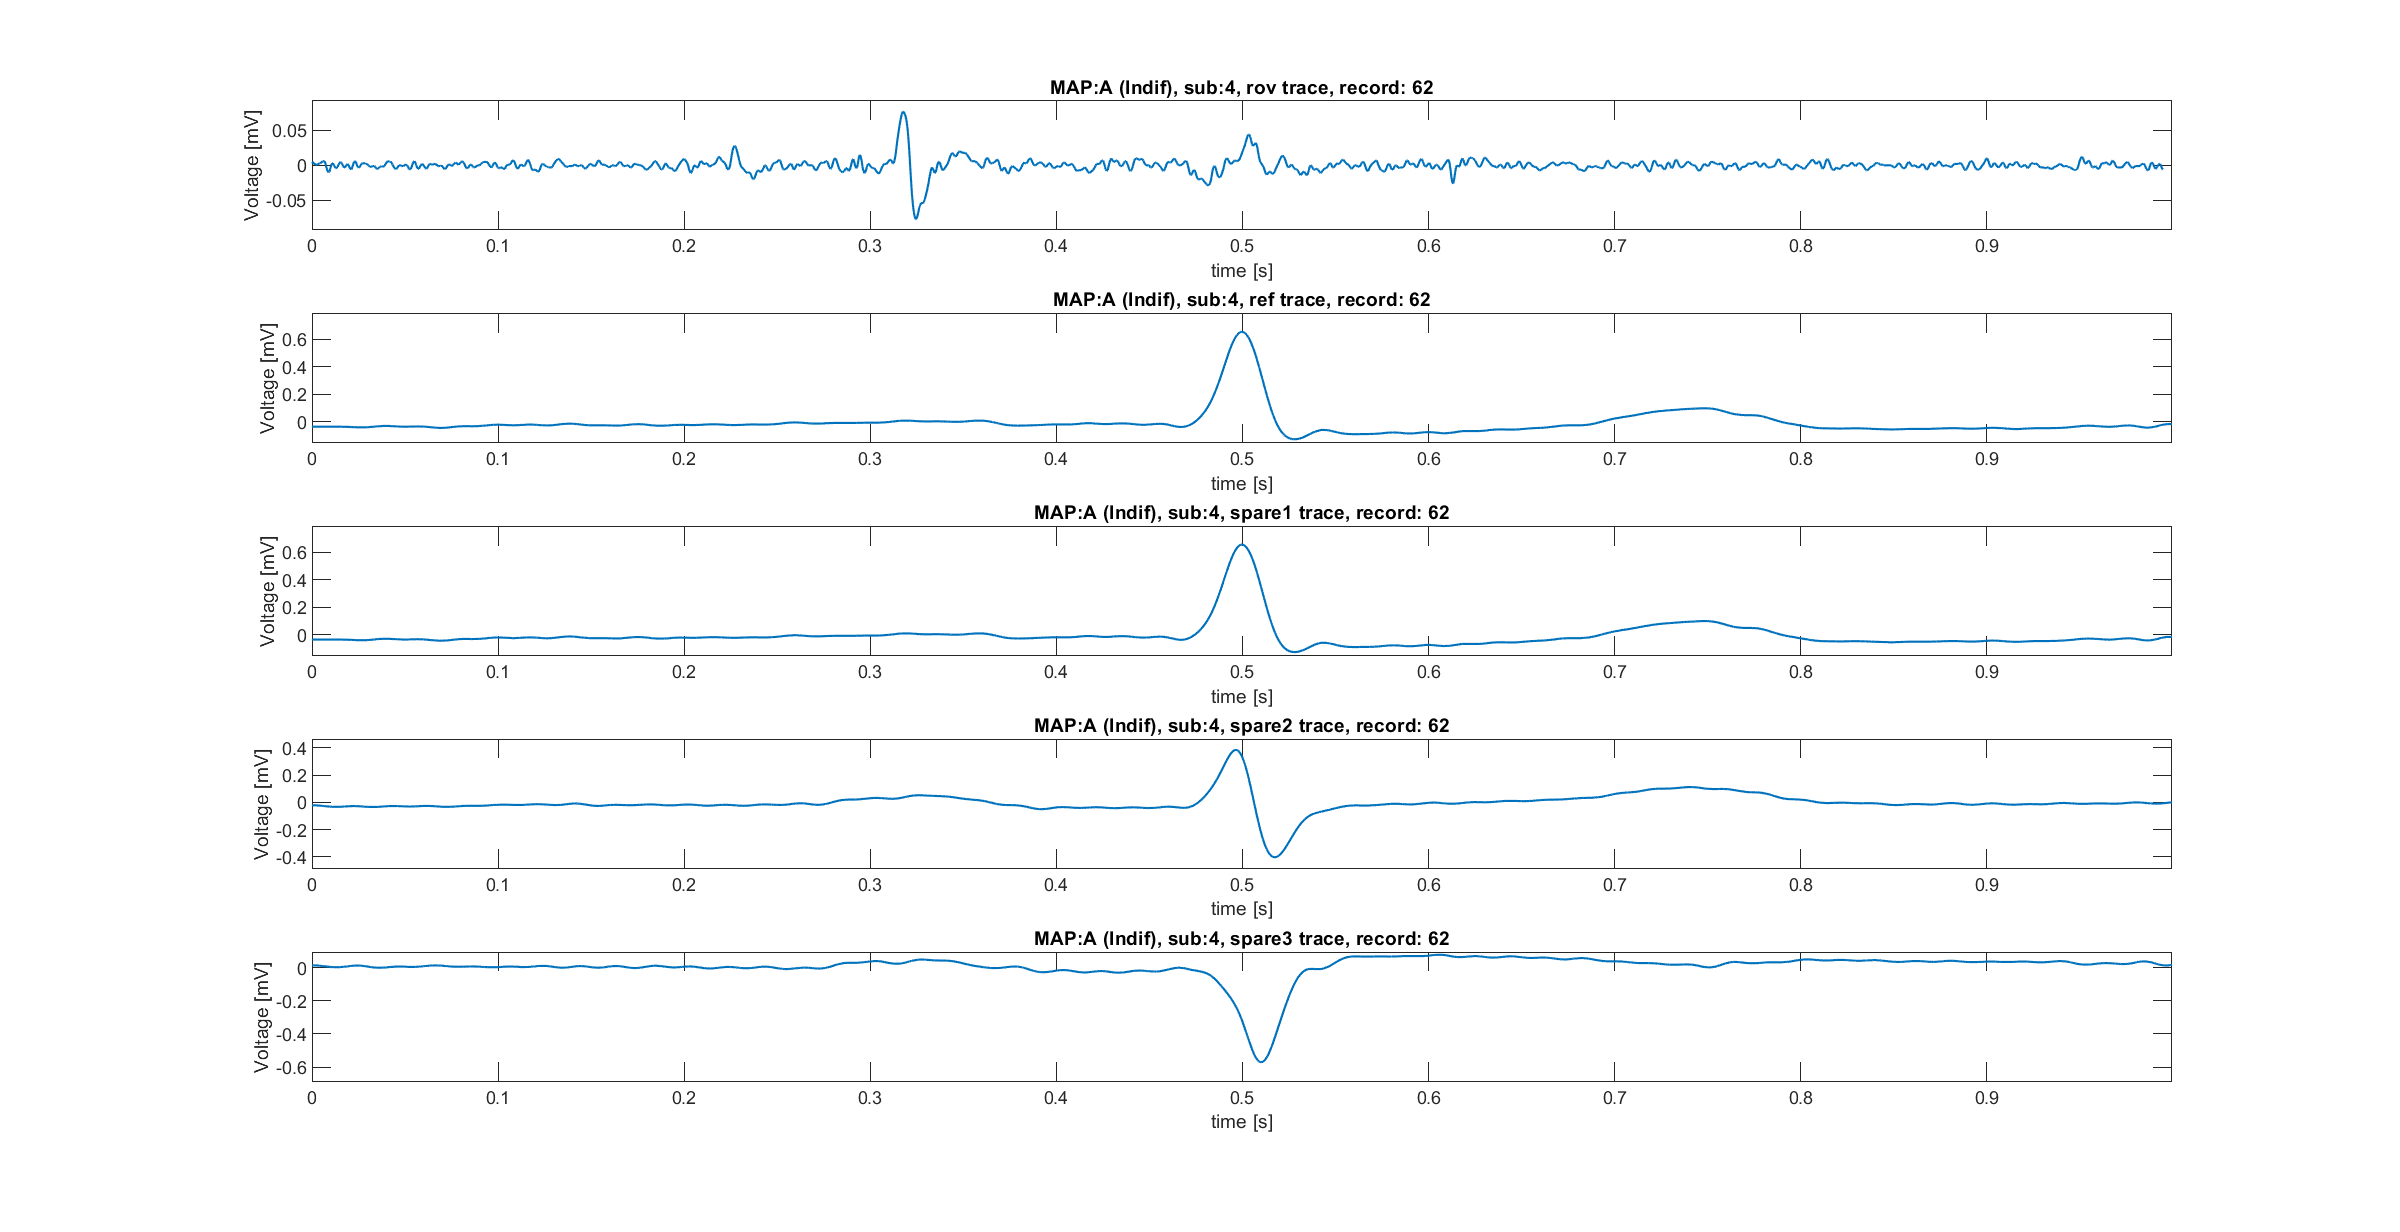 MAP:A (Indif), sub:4, rov trace, record: 62
Voltage [mV]
0.05
0
-0.05
0 0.1 0.2 0.3 0.4 0.5 0.6 0.7 0.8 0.9
time [s]
MAP:A (Indif), sub:4, ref trace, record: 62
Voltage [mV]
0.6
0.4
0.2
0
0 0.1 0.2 0.3 0.4 0.5 0.6 0.7 0.8 0.9
time [s]
MAP:A (Indif), sub:4, spare1 trace, record: 62
Voltage [mV]
0.6
0.4
0.2
0
0 0.1 0.2 0.3 0.4 0.5 0.6 0.7 0.8 0.9
time [s]
MAP:A (Indif), sub:4, spare2 trace, record: 62
Voltage [mV]
0.4
0.2
0
-0.2
-0.4
0 0.1 0.2 0.3 0.4 0.5 0.6 0.7 0.8 0.9
time [s]
MAP:A (Indif), sub:4, spare3 trace, record: 62
Voltage [mV]
0
-0.2
-0.4
-0.6
0 0.1 0.2 0.3 0.4 0.5 0.6 0.7 0.8 0.9
time [s]